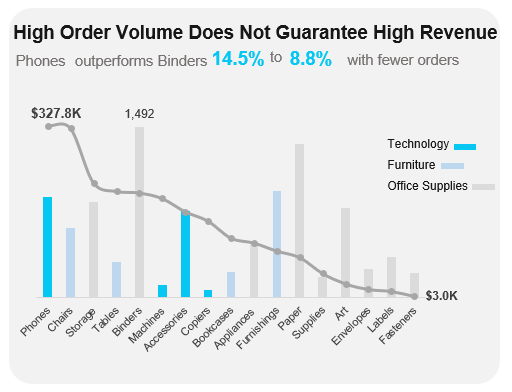 High Order Volume Does Not Guarantee High Revenue
Phones outperforms Binders 14.5% to 8.8% with fewer orders
$327.8K
1,492
Technology
Furniture
Office Supplies
$3.0K
Phones
Chairs
Storage
Tables
Binders
Machines
Accessories
Copiers
Bookcases
Appliances
Furnishings
Paper
Supplies
Art
Envelopes
Labels
Fasteners